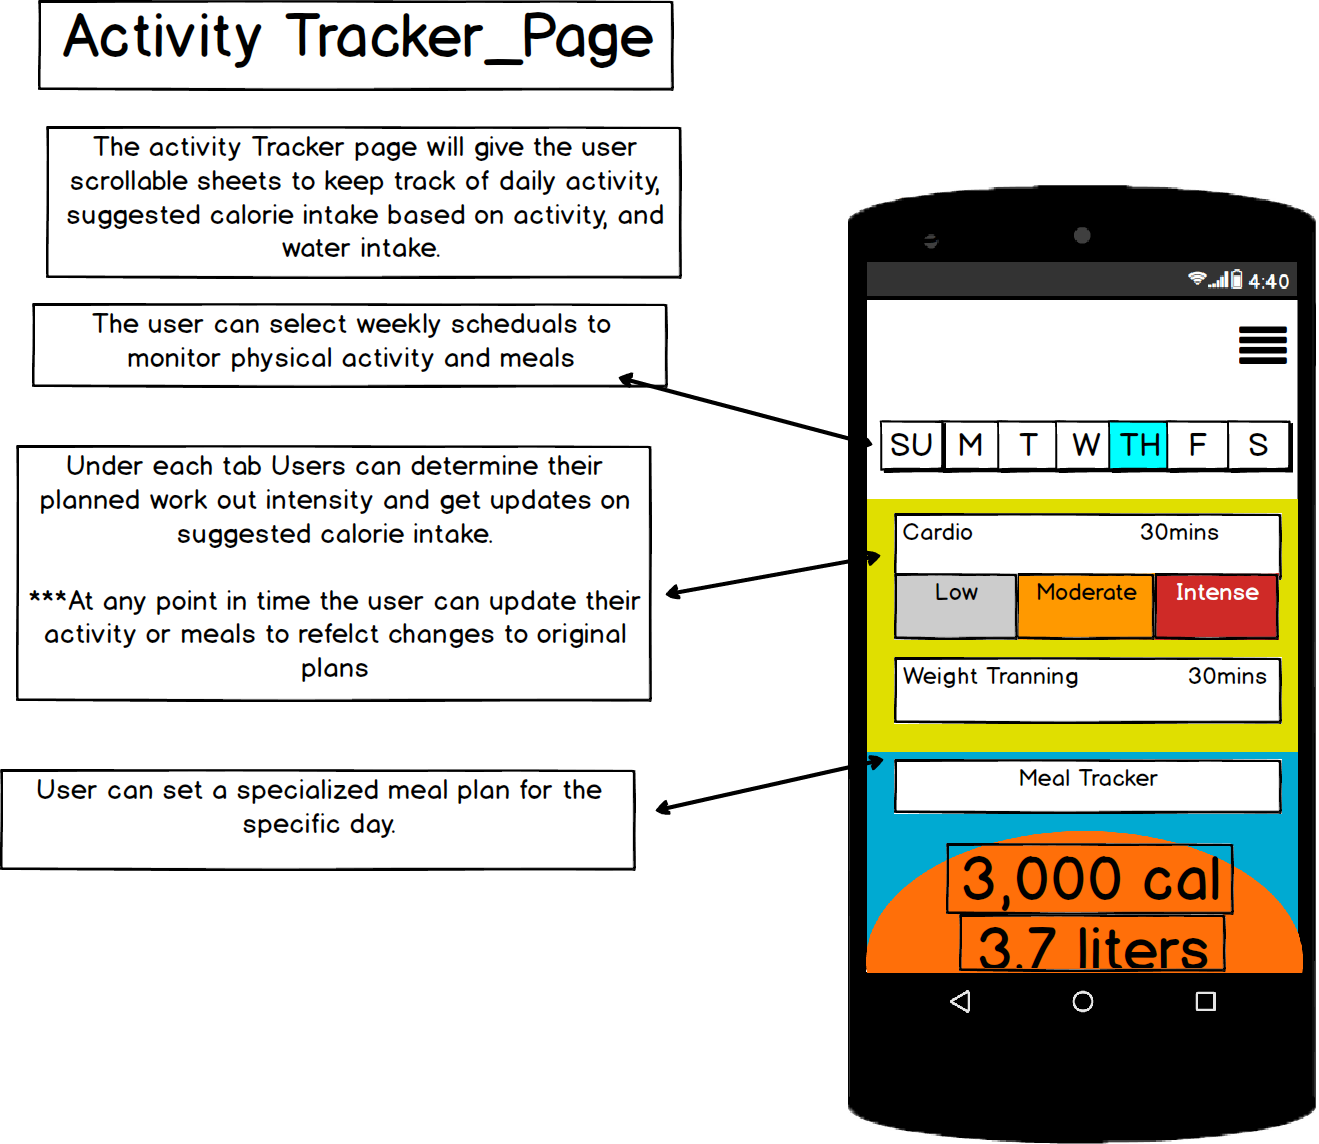 Activity Tracker_Page
The activity Tracker page will give the user
scrollable sheets to keep track of daily activity,
suggested calorie intake based on activity, and
water intake.
The user can select weekly scheduals to
monitor physical activity and meals
Under each tab Users can determine their
planned work out intensity and get updates on
suggested calorie intake.
***At any point in time the user can update their
activity or meals to refelct changes to original
plans
User can set a specialized meal plan for the
specific day.
4:40
SU M T W TH F S
Cardio 30mins
Low Moderate Intense
Weight Tranning 30mins
Meal Tracker
3,000 cal
3.7 liters